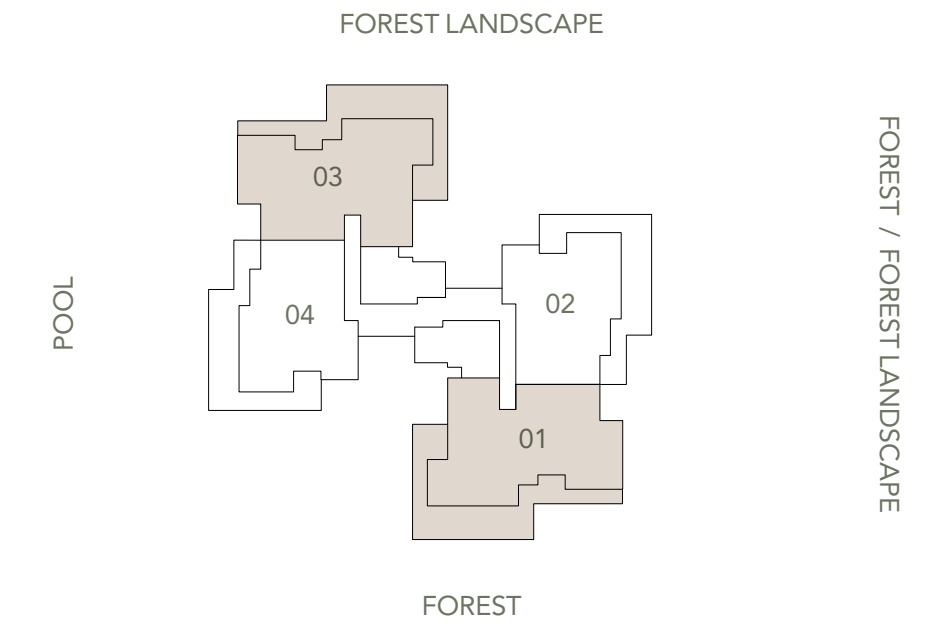 FOREST LANDSCAPE
03
02
04
POOL
FOREST / FOREST LANDSCAPE
01
FOREST